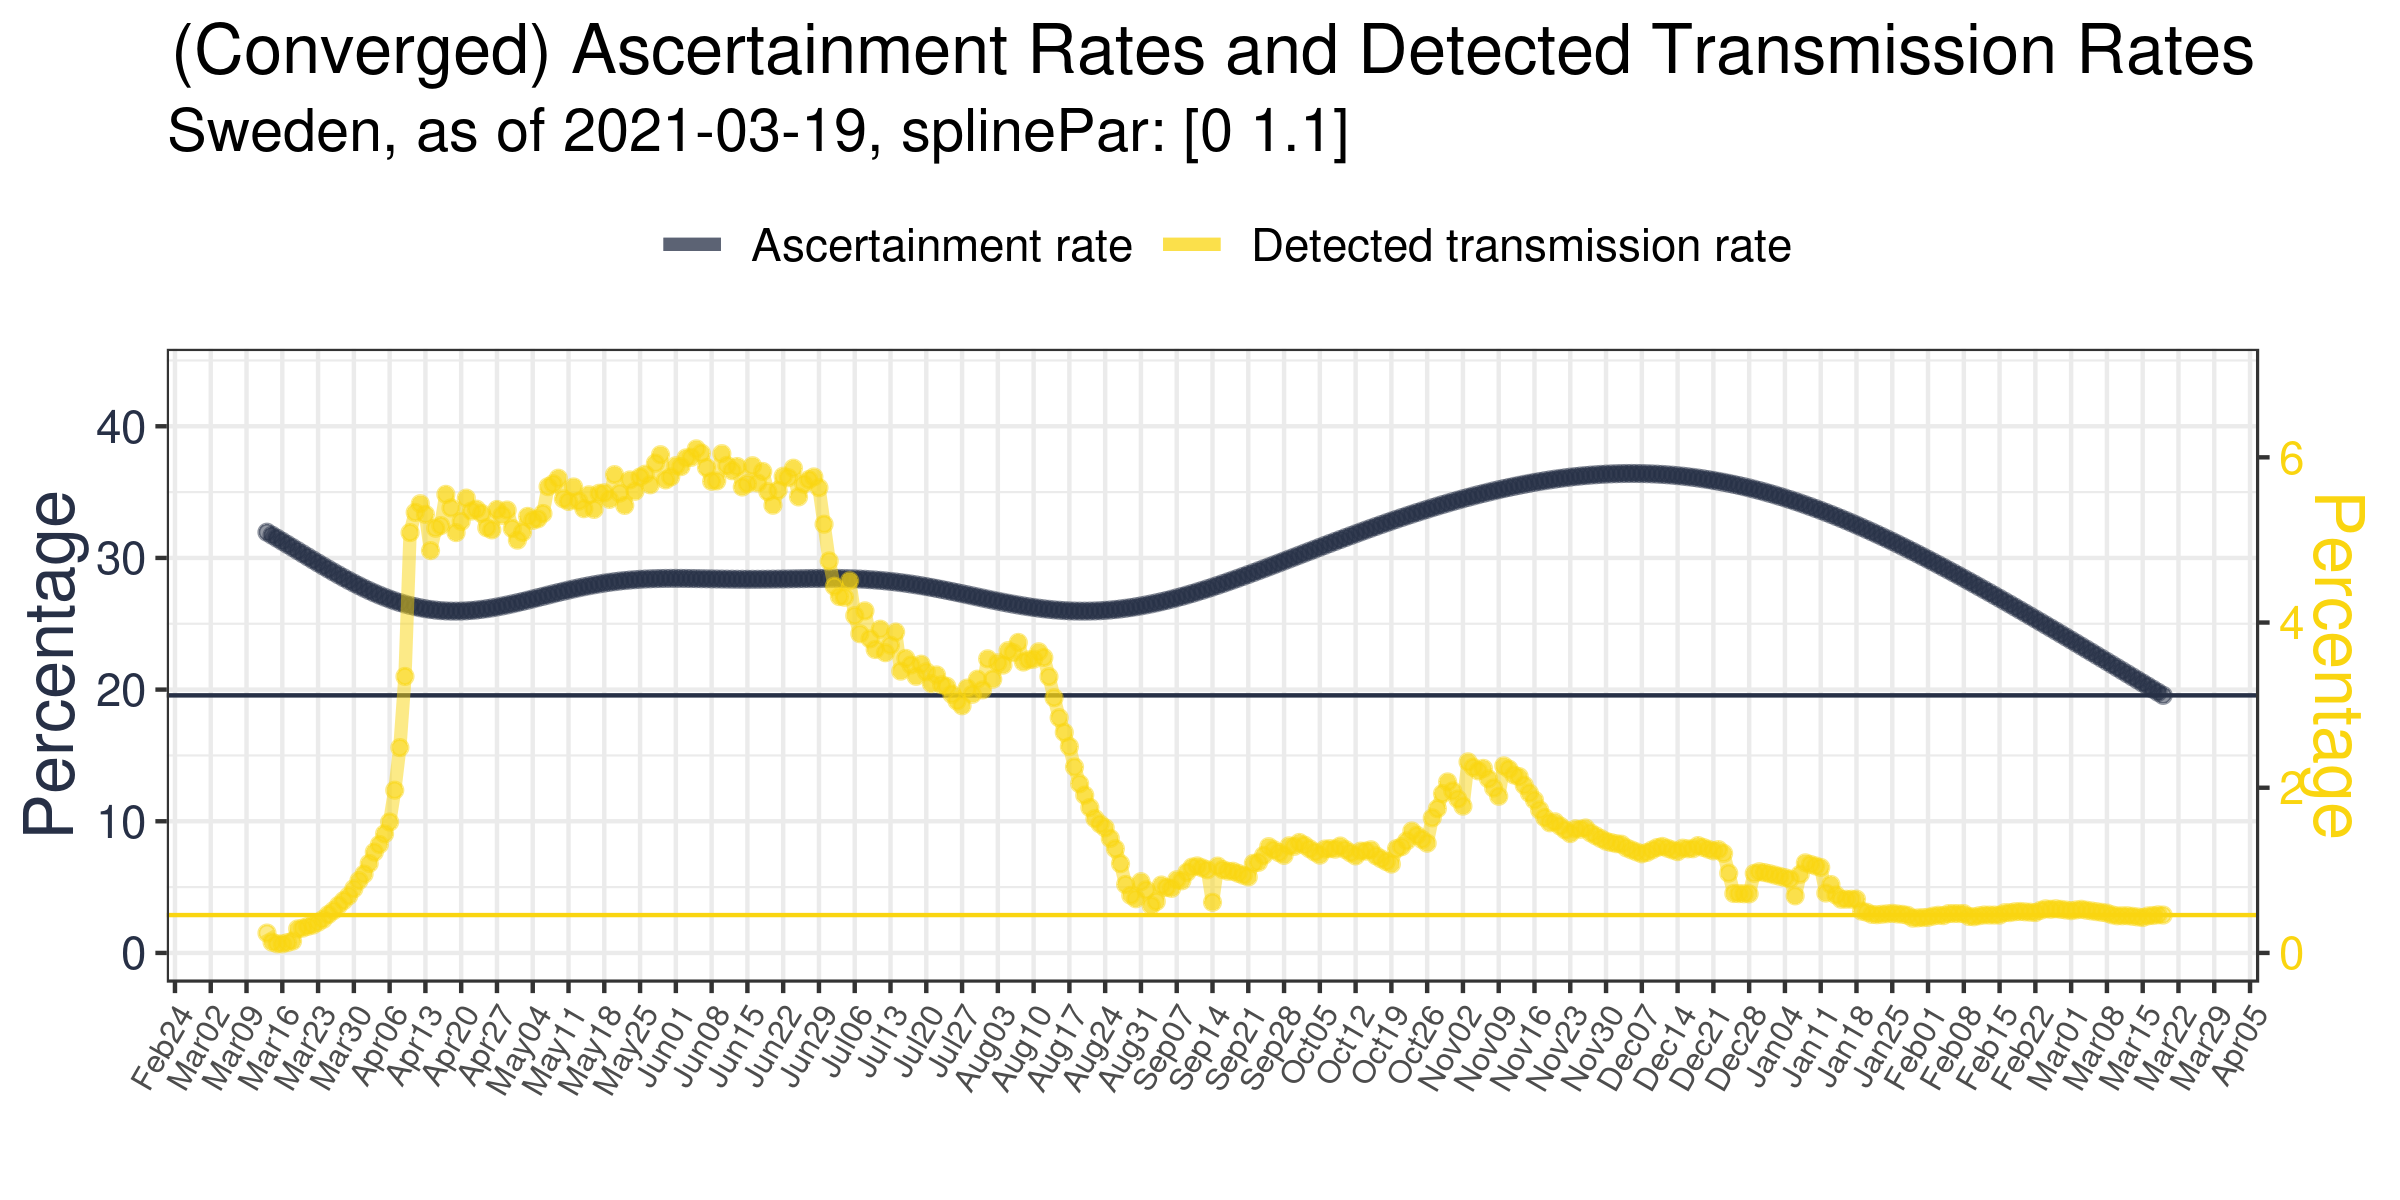 (Converged) Ascertainment Rates and Detected Transmission Rates
Sweden, as of 2021-03-19, splinePar: [0 1.1]
Ascertainment rate Detected transmission rate
Percentage
40
30
20
10
0
6
4
2
0
Percentage
Feb24 Mar02 Mar09 Mar16 Mar23 Mar30 Apr06 Apr13 Apr20 Apr27 May04 May11 May18 May25 Jun01 Jun08 Jun15 Jun22 Jun29 Jul06 Jul13 Jul20 Jul27 Aug03 Aug10 Aug17 Aug24 Aug31 Sep07 Sep14 Sep21 Sep28 Oct05 Oct12 Oct19 Oct26 Nov02 Nov09 Nov16 Nov23 Nov30 Dec07 Dec14 Dec21 Dec28 Jan04 Jan11 Jan18 Jan25 Feb01 Feb08 Feb15 Feb22 Mar01 Mar08 Mar15 Mar22 Mar29 Apr05